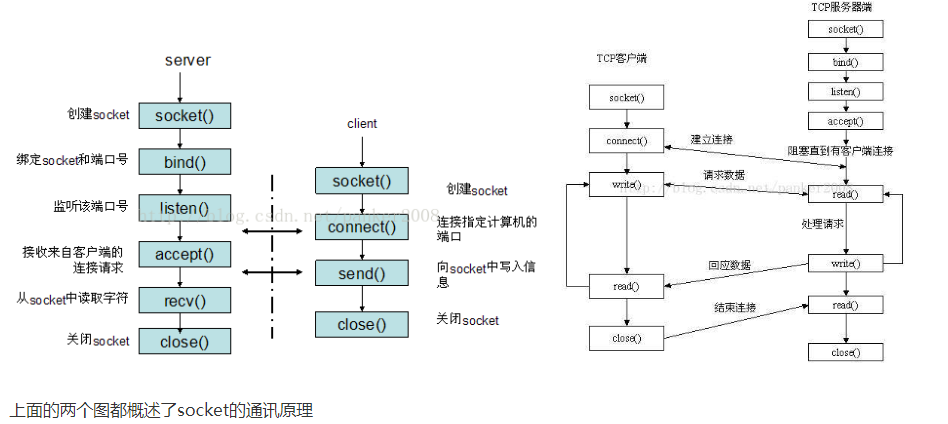 server
创建socket
socket()
绑定socket和端口号
bind()
监听该端口号
listen()
接收来自客户端的
连接请求
accept()
从socket中读取字符
recv()
关闭socket
close()
client
socket()
创建socket
connect()
连接指定计算机的
端口
send()
向socket中写入信
息
close()
关闭socket
http://blog.csdn.net/panker2008
TCP客户端
socket()
connect()
write()
read()
close()
建立连接
请求数据
回应数据
结束连接
TCP服务器端
socket()
bind()
listen()
accept()
阻塞直到有客户端连接
read()
处理请求
write()
read()
close()
上面的两个图都概述了socket的通讯原理